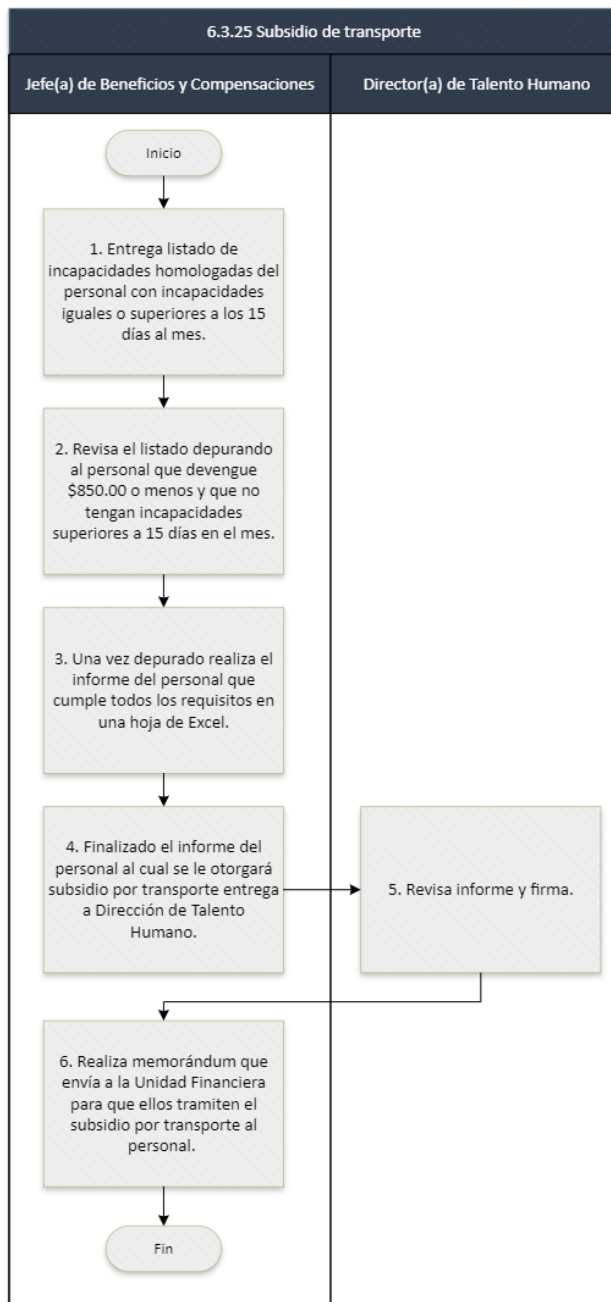 6.3.25 Subsidio de transporte
Jefe(a) de Beneficios y Compensaciones
Director(a) de Talento Humano
Inicio
1. Entrega listado de
incapacidades homologadas del
personal con incapacidades
iguales o superiores a los 15
días al mes.
2. Revisa el listado depurando
al personal que devengue
$850.00 o menos y que no
tengan incapacidades
superiores a 15 días en el mes.
3. Una vez depurado realiza el
informe del personal que
cumple todos los requisitos en
una hoja de Excel.
4. Finalizado el informe del
personal al cual se le otorgará
subsidio por transporte entrega
a Dirección de Talento
Humano.
5. Revisa informe y firma.
6. Realiza memorándum que
envía a la Unidad Financiera
para que ellos tramiten el
subsidio por transporte al
personal.
Fin